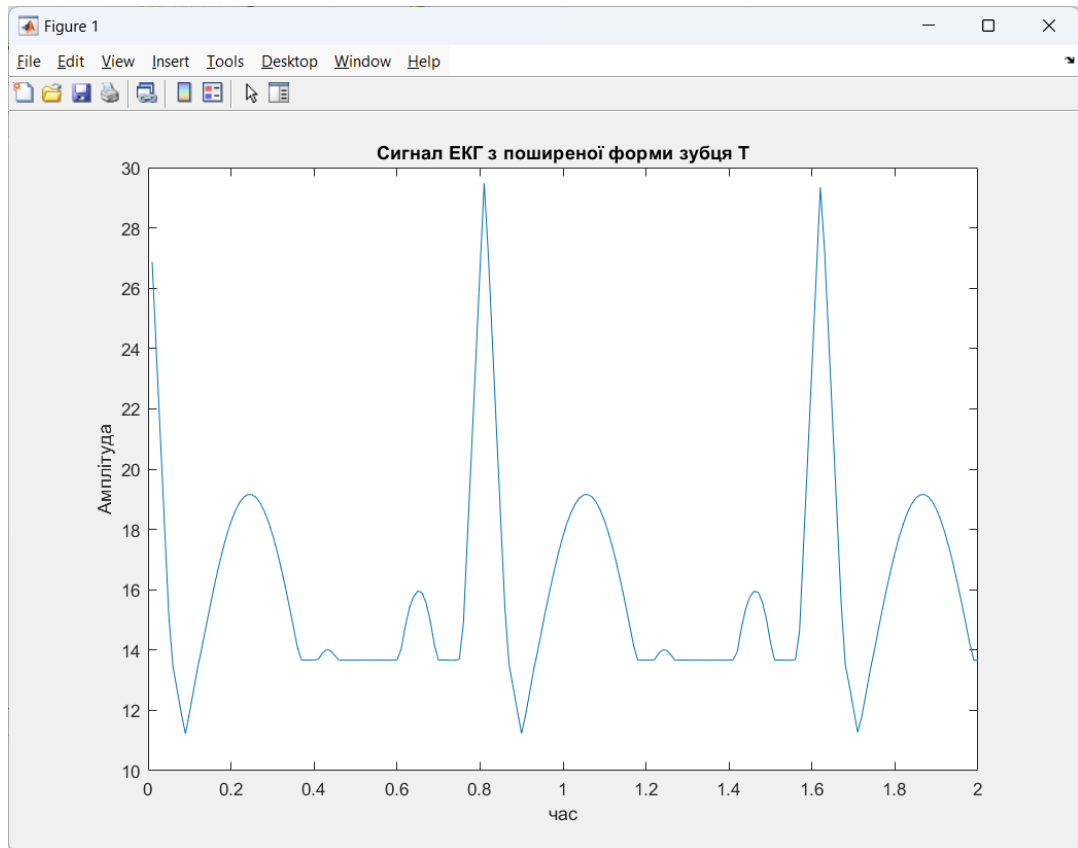 Figure 1
File Edit View Insert Tools Desktop Window Help
Сигнал ЕКГ з поширеної форми зубця Т
30
28
26
24
22
20
18
16
14
12
10
Амплітуда
0 0.2 0.4 0.6 0.8 1 1.2 1.4 1.6 1.8 2
час